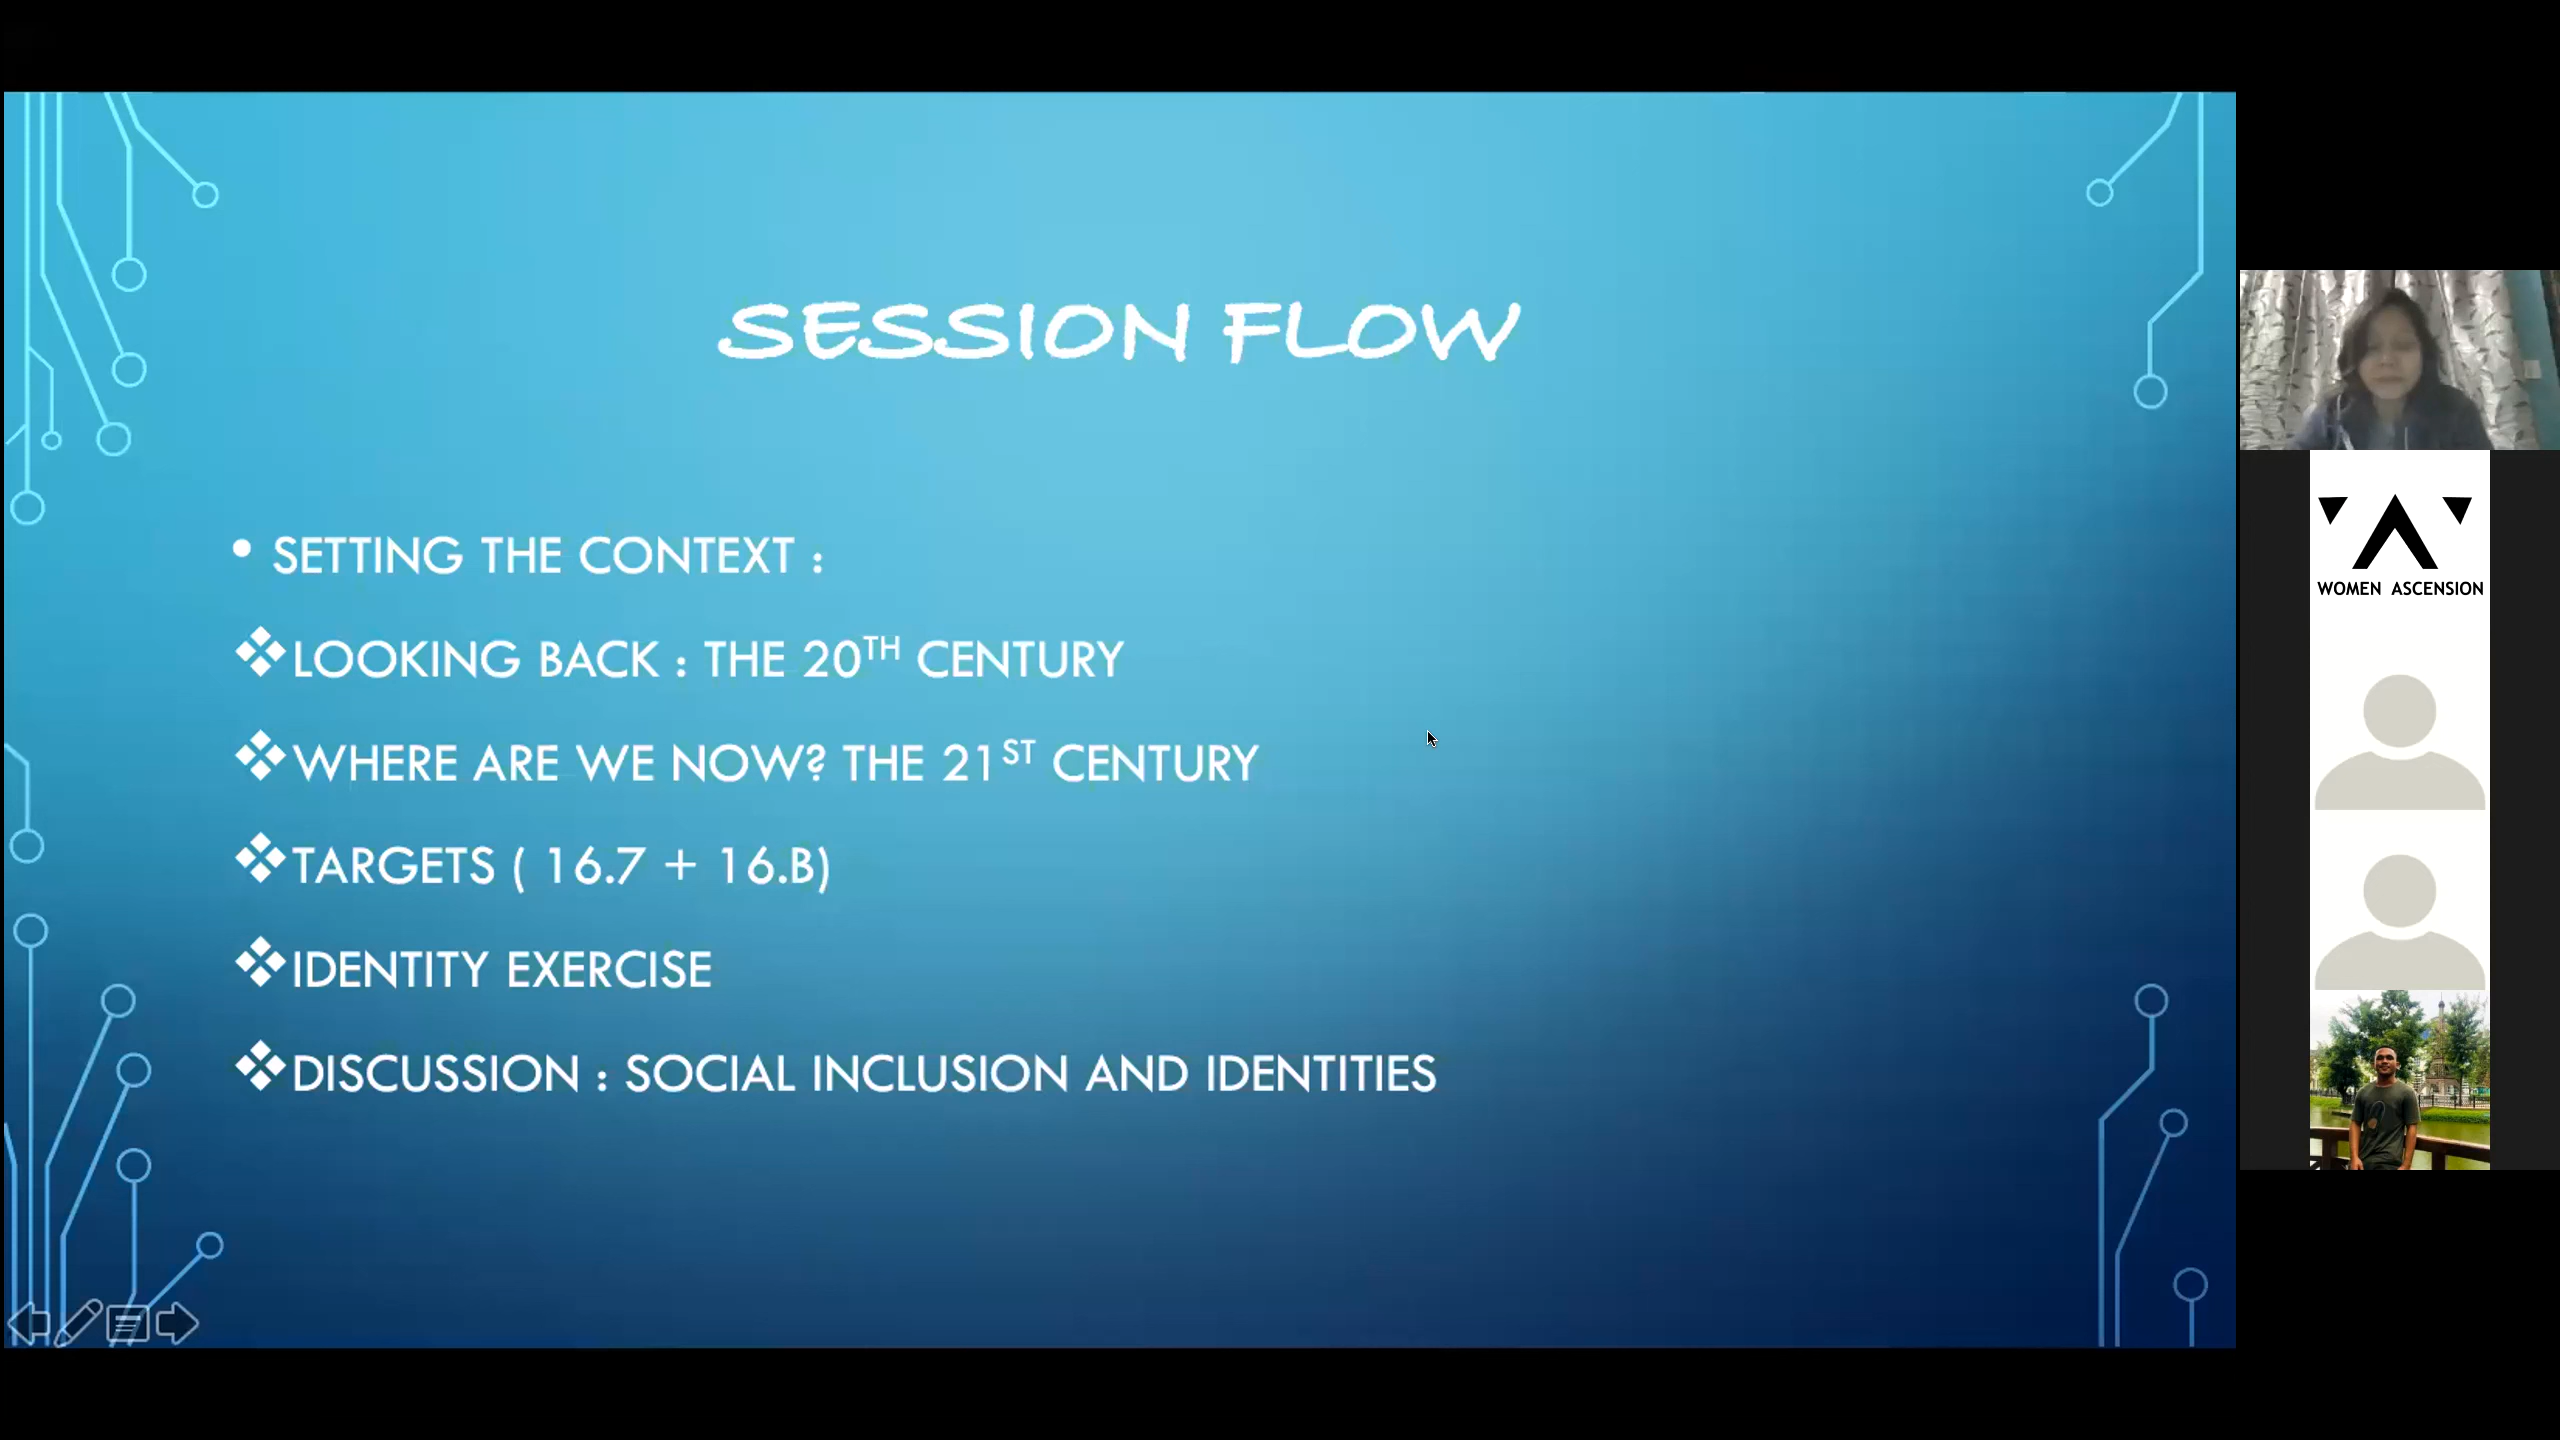 SESSION FLOW
• SETTING THE CONTEXT :
❖LOOKING BACK : THE 20TH CENTURY
❖WHERE ARE WE NOW? THE 21ST CENTURY
❖TARGETS ( 16.7 + 16.B)
❖IDENTITY EXERCISE
❖DISCUSSION : SOCIAL INCLUSION AND IDENTITIES
WOMEN ASCENSION